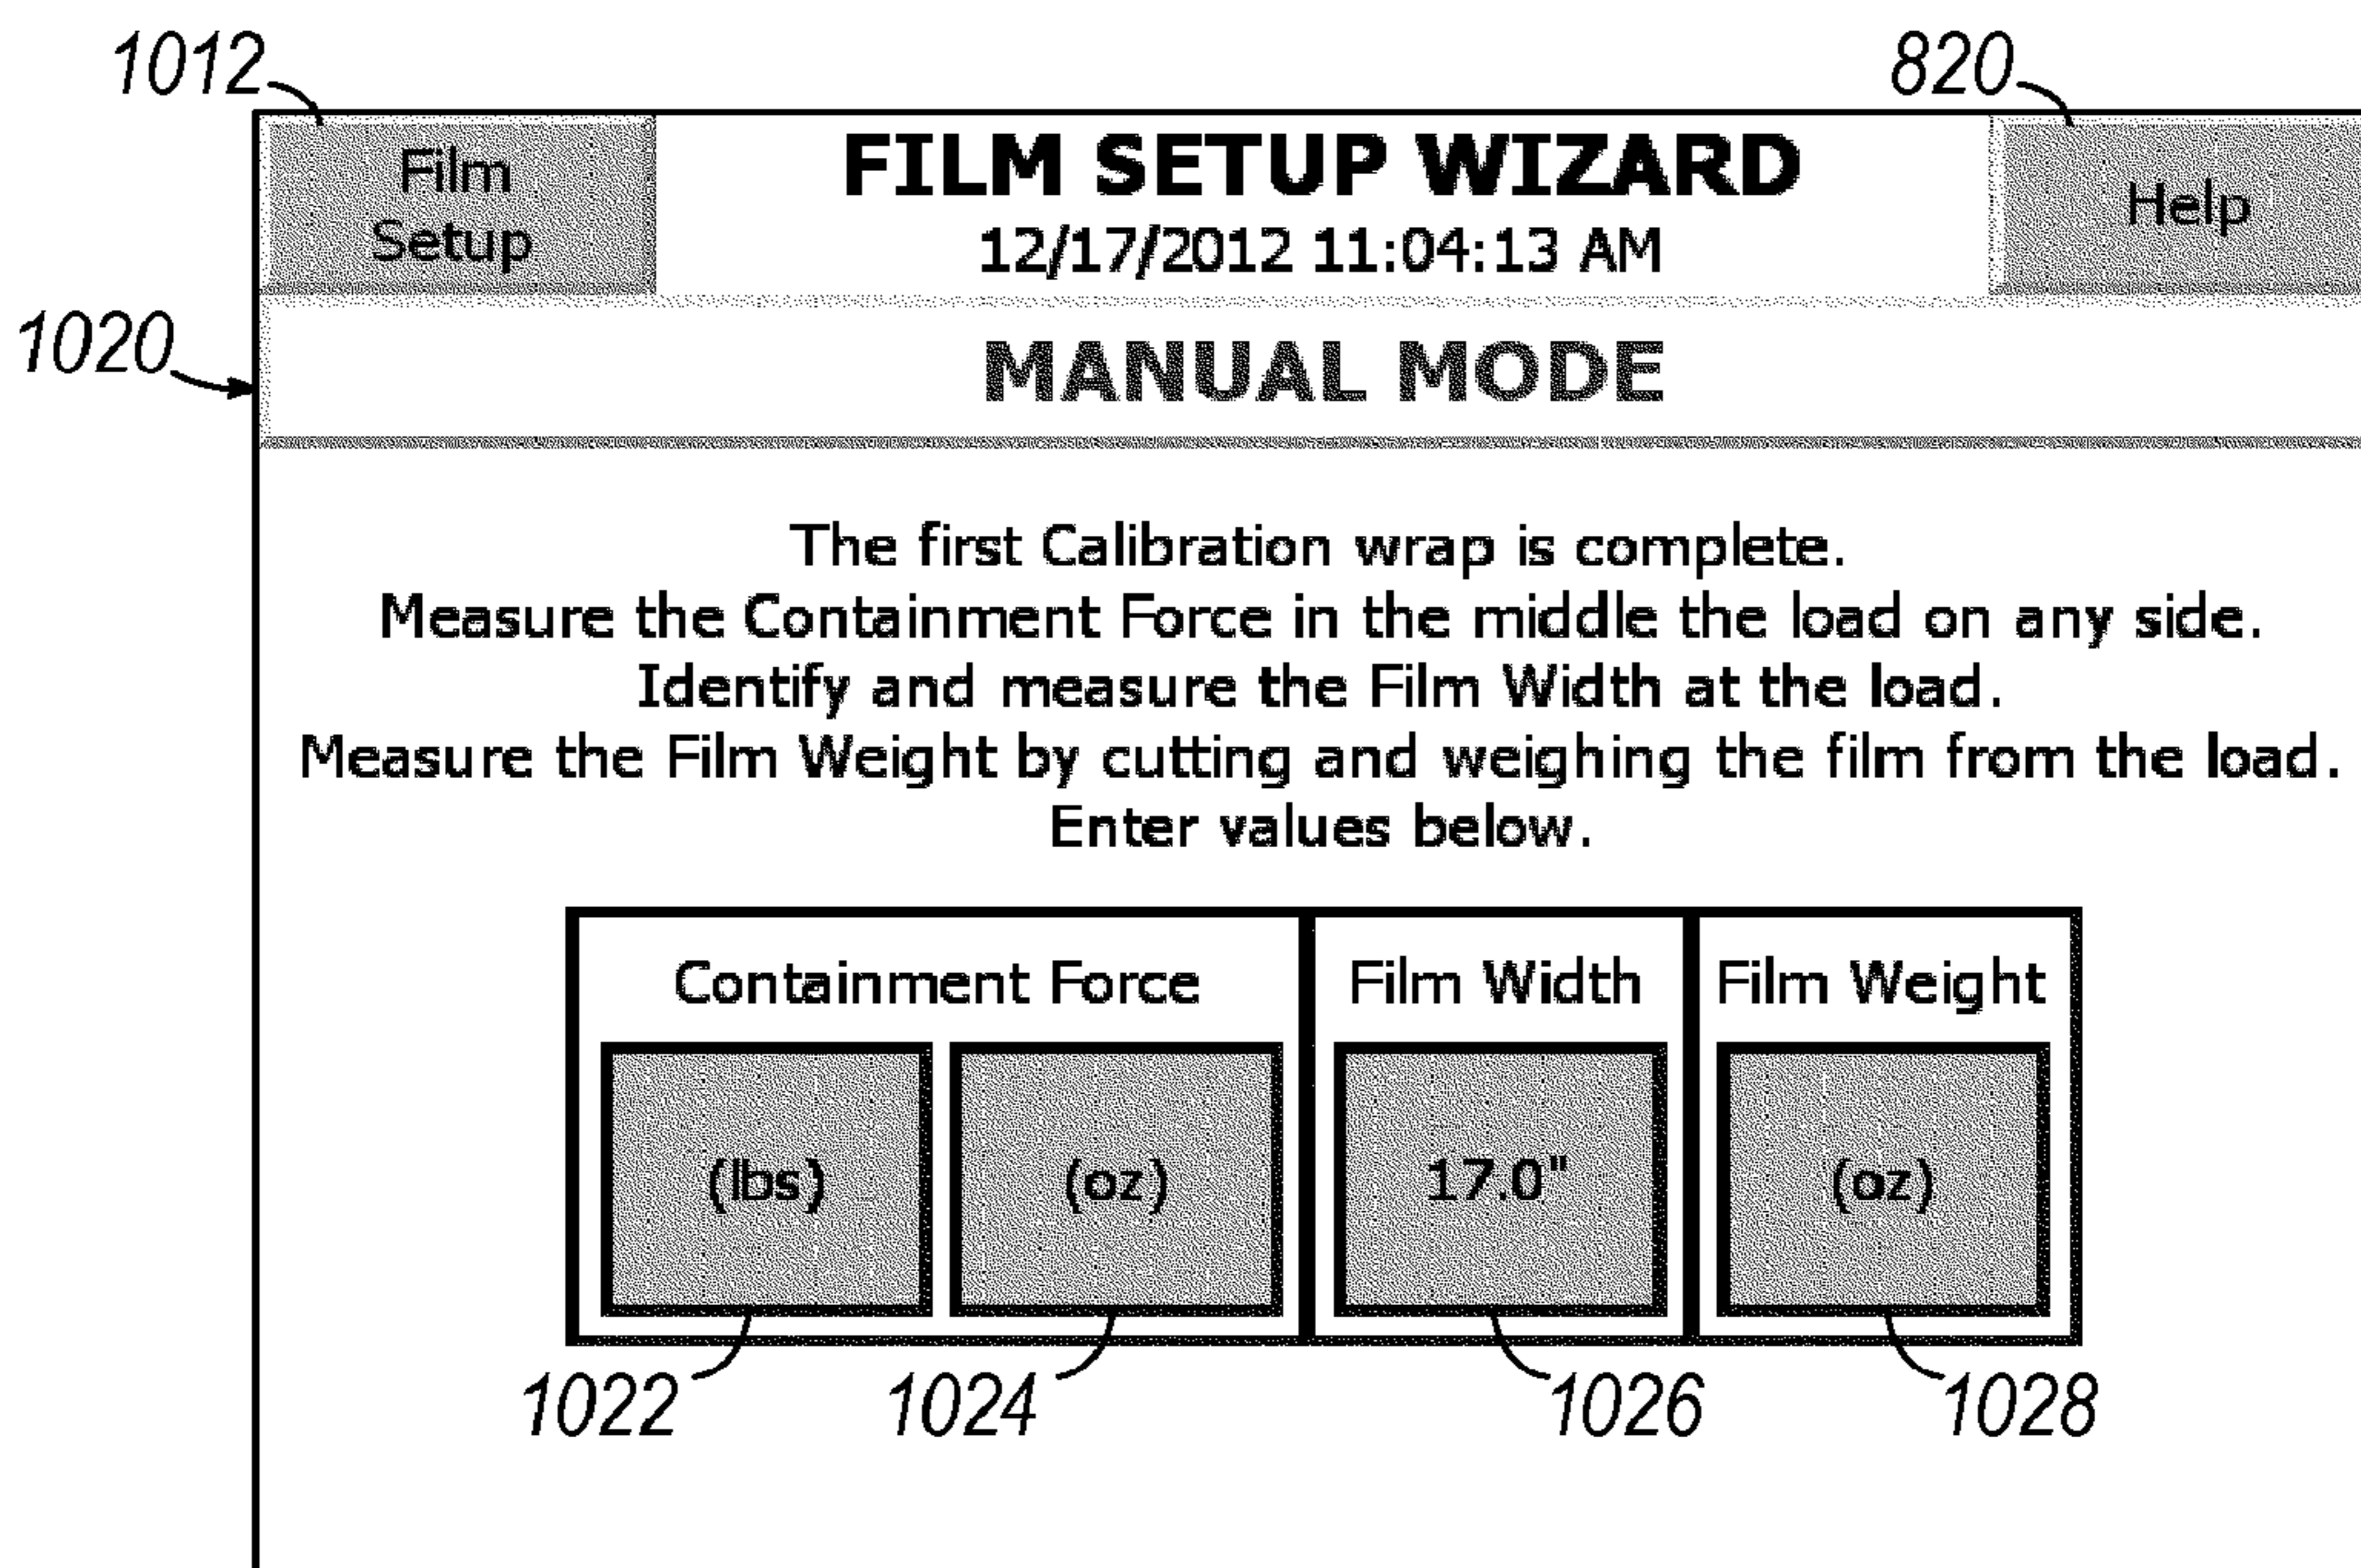 1012
820
Film
Setup
FILM SETUP WIZARD
12/17/2012 11:04:13 AM
Help
1020
MANUAL MODE
The first Calibration wrap is complete.
Measure the Containment Force in the middle the load on any side.
Identify and measure the Film Width at the load.
Measure the Film Weight by cutting and weighing the film from the load.
Enter values below.
Containment Force
Film Width
Film Weight
(lbs)
(oz)
17.0"
(oz)
1022
1024
1026
1028